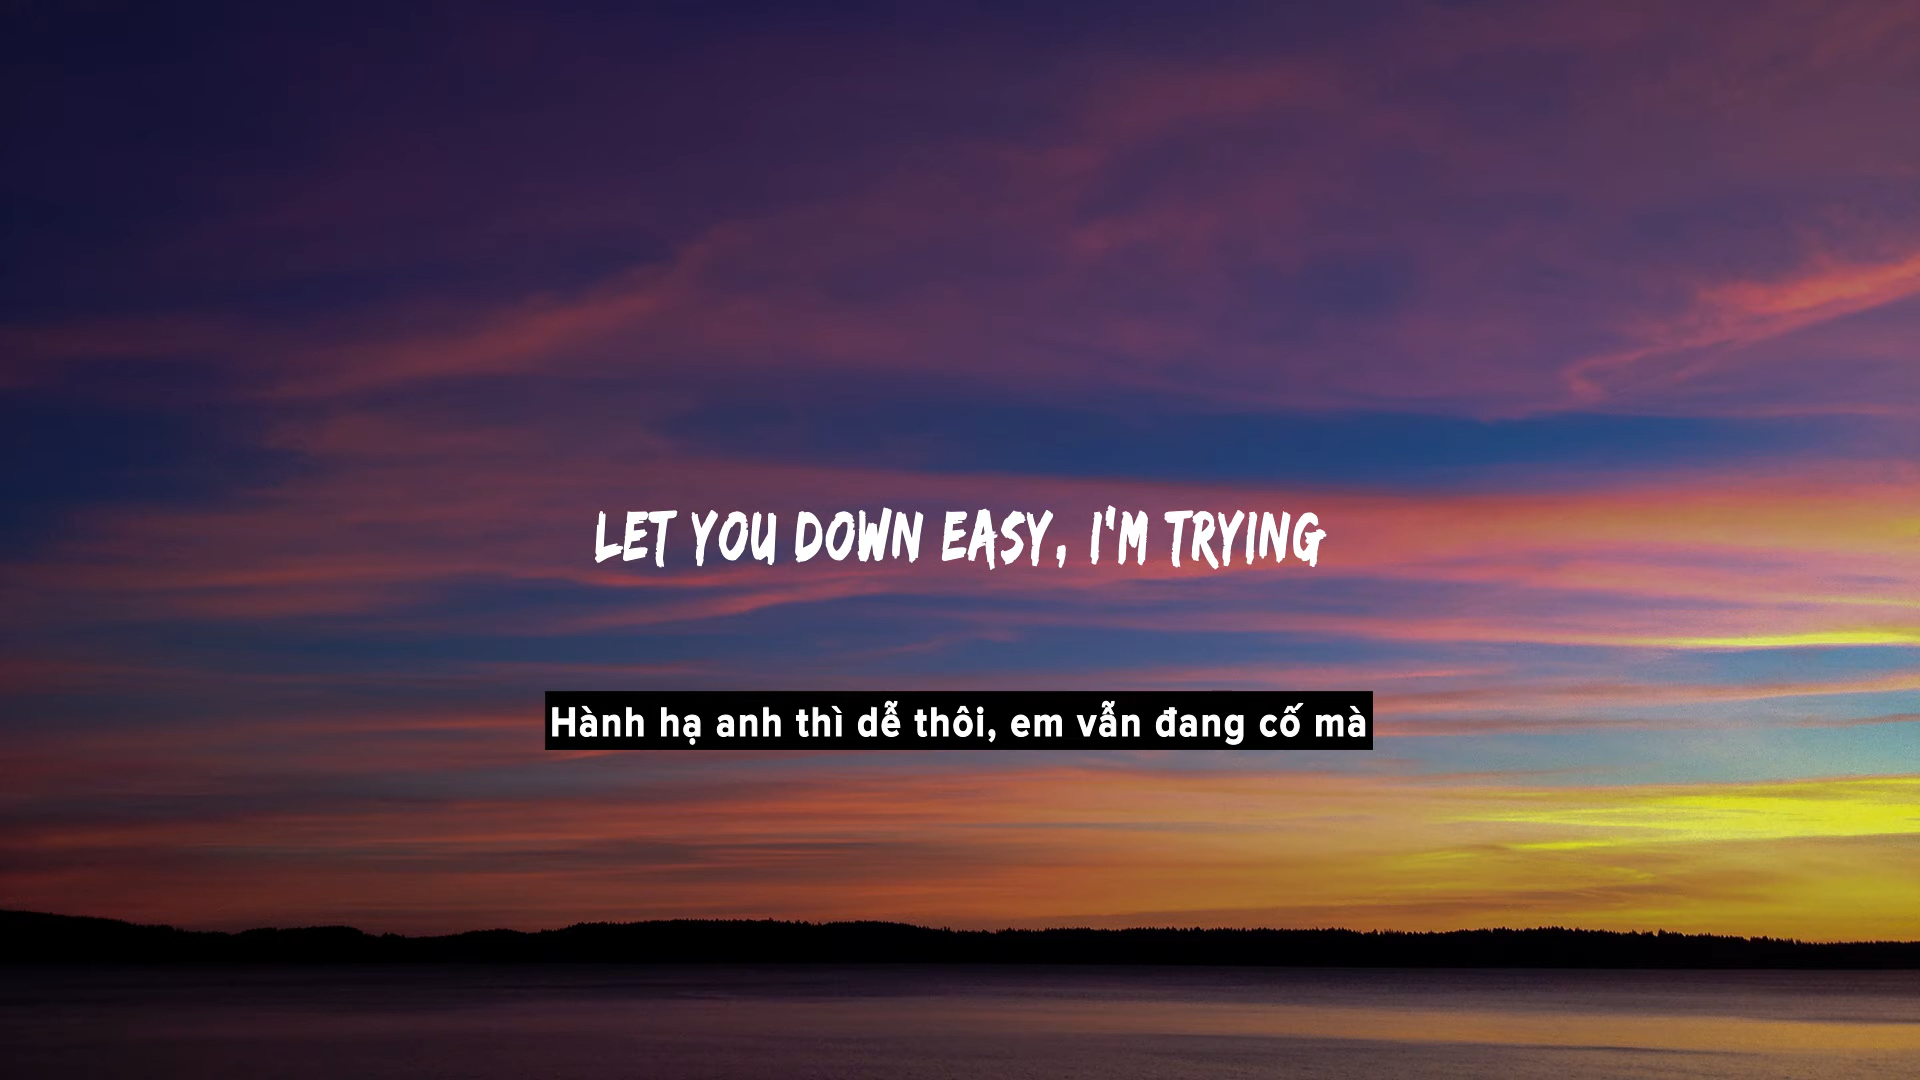 LET YOU DOWN EASY, I'M TRYING
Hành hạ anh thì dễ thôi, em vẫn đang cố mà